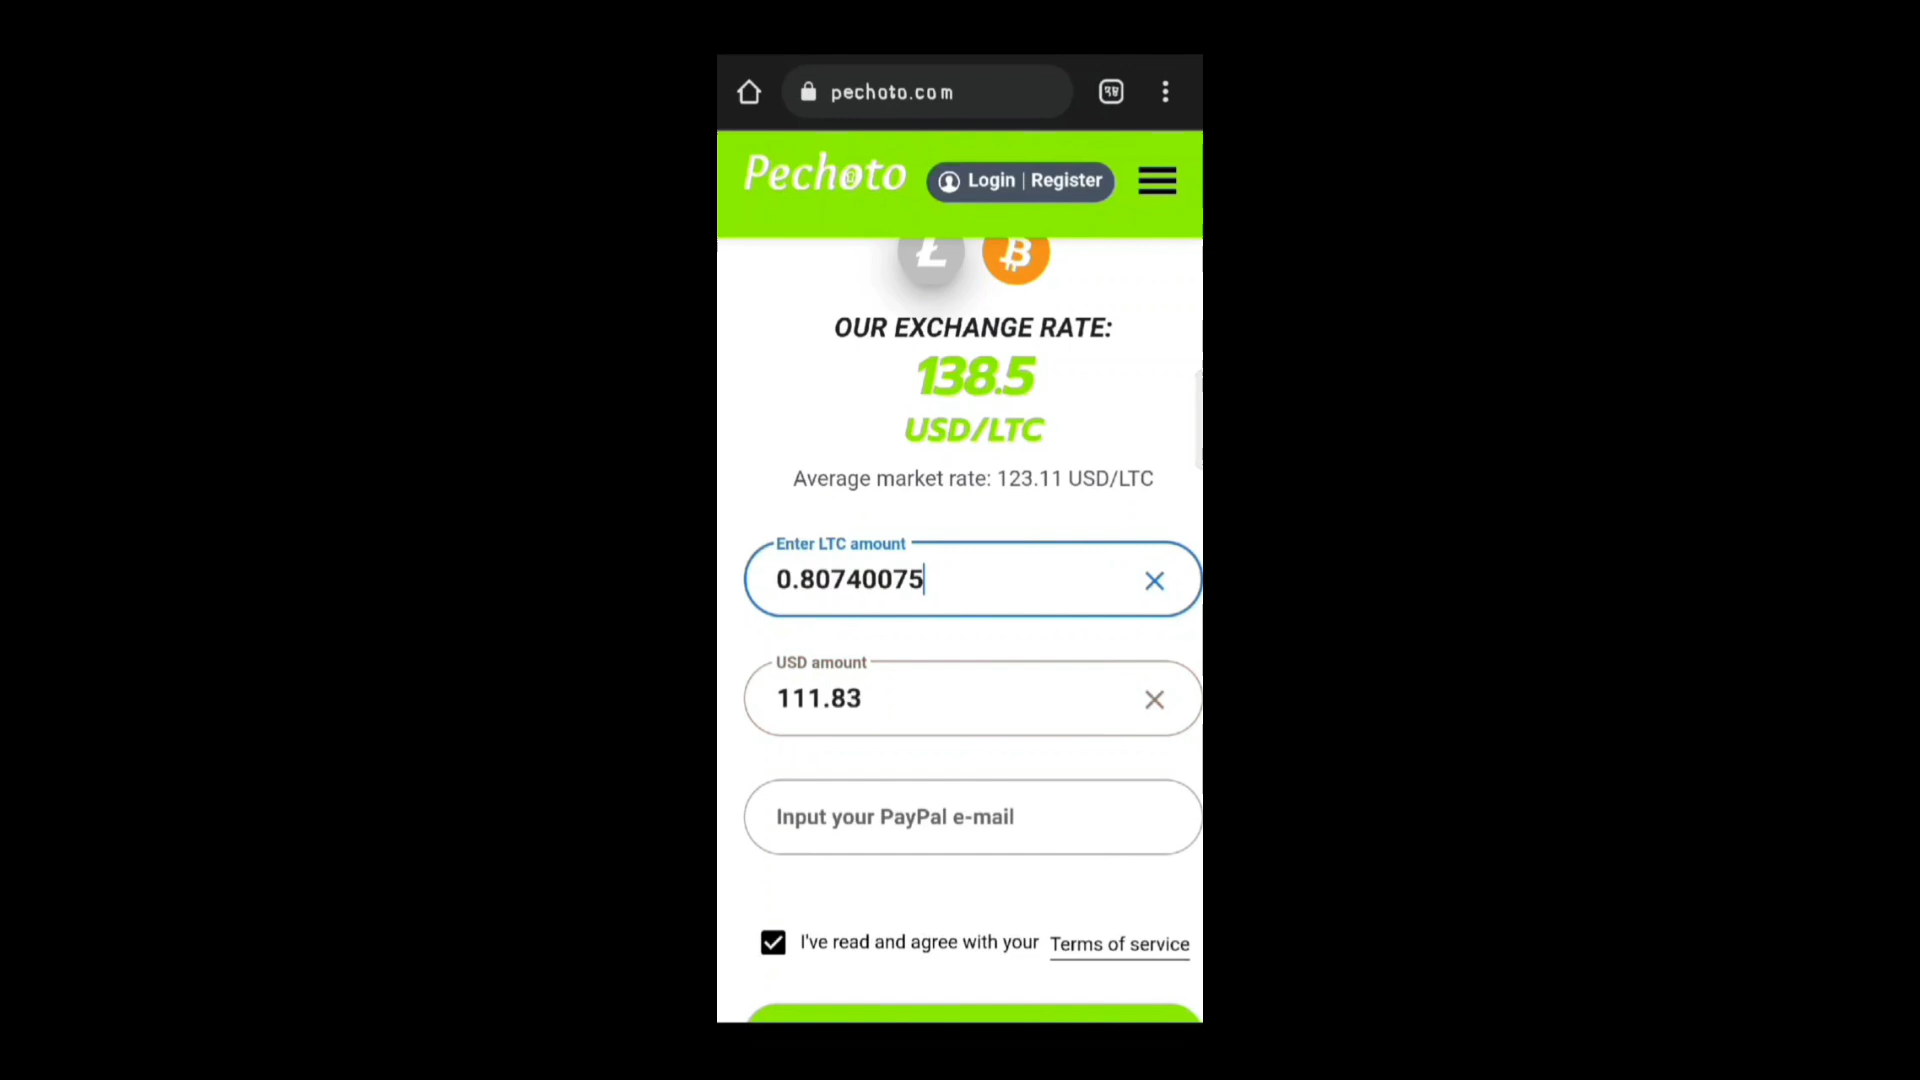 pechoto.com
Pechoto
Login | Register
OUR EXCHANGE RATE:
138.5
USD/LTC
Average market rate: 123.11 USD/LTC
Enter LTC amount
0.80740075
USD amount
111.83
Input your PayPal e-mail
I've read and agree with your Terms of service